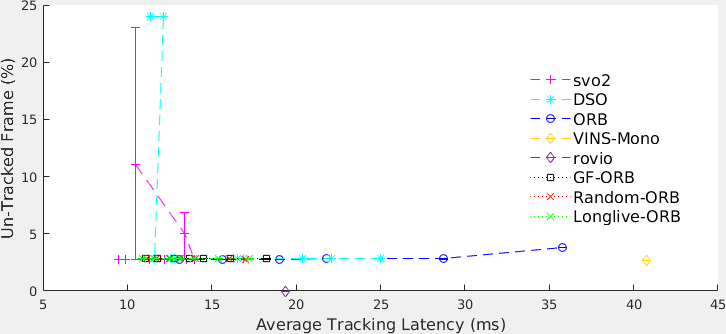 Un-Tracked Frame (%)
25
20
15
10
5
0
svo2
DSO
ORB
VINS-Mono
rovio
GF-ORB
Random-ORB
Longlive-ORB
5 10 15 20 25 30 35 40 45
Average Tracking Latency (ms)